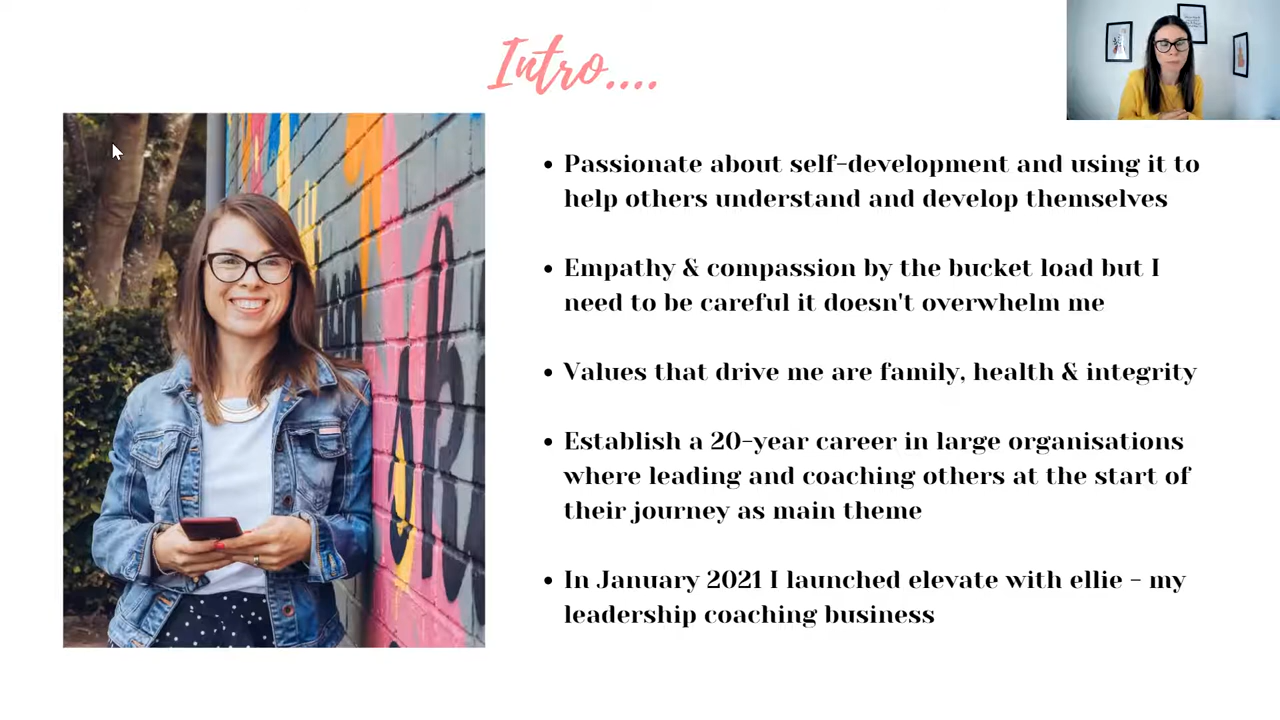 Intro....
Passionate about self-development and using it to
help others understand and develop themselves
Empathy & compassion by the bucket load but I
need to be careful it doesn't overwhelm me
Values that drive me are family, health & integrity
Establish a 20-year career in large organisations
where leading and coaching others at the start of
their journey as main theme
In January 2021 I launched elevate with ellie - my
leadership coaching business